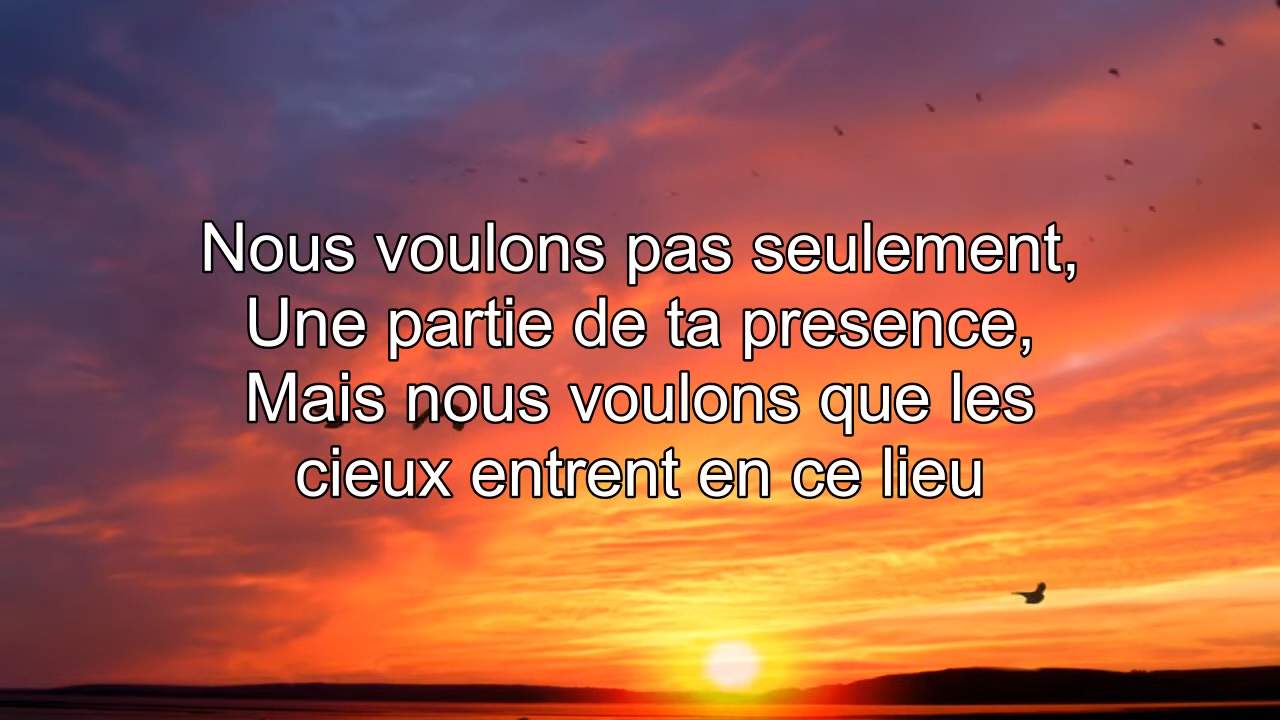 Nous voulons pas seulement,
Une partie de ta presence,
Mais nous voulons que les
cieux entrent en ce lieu